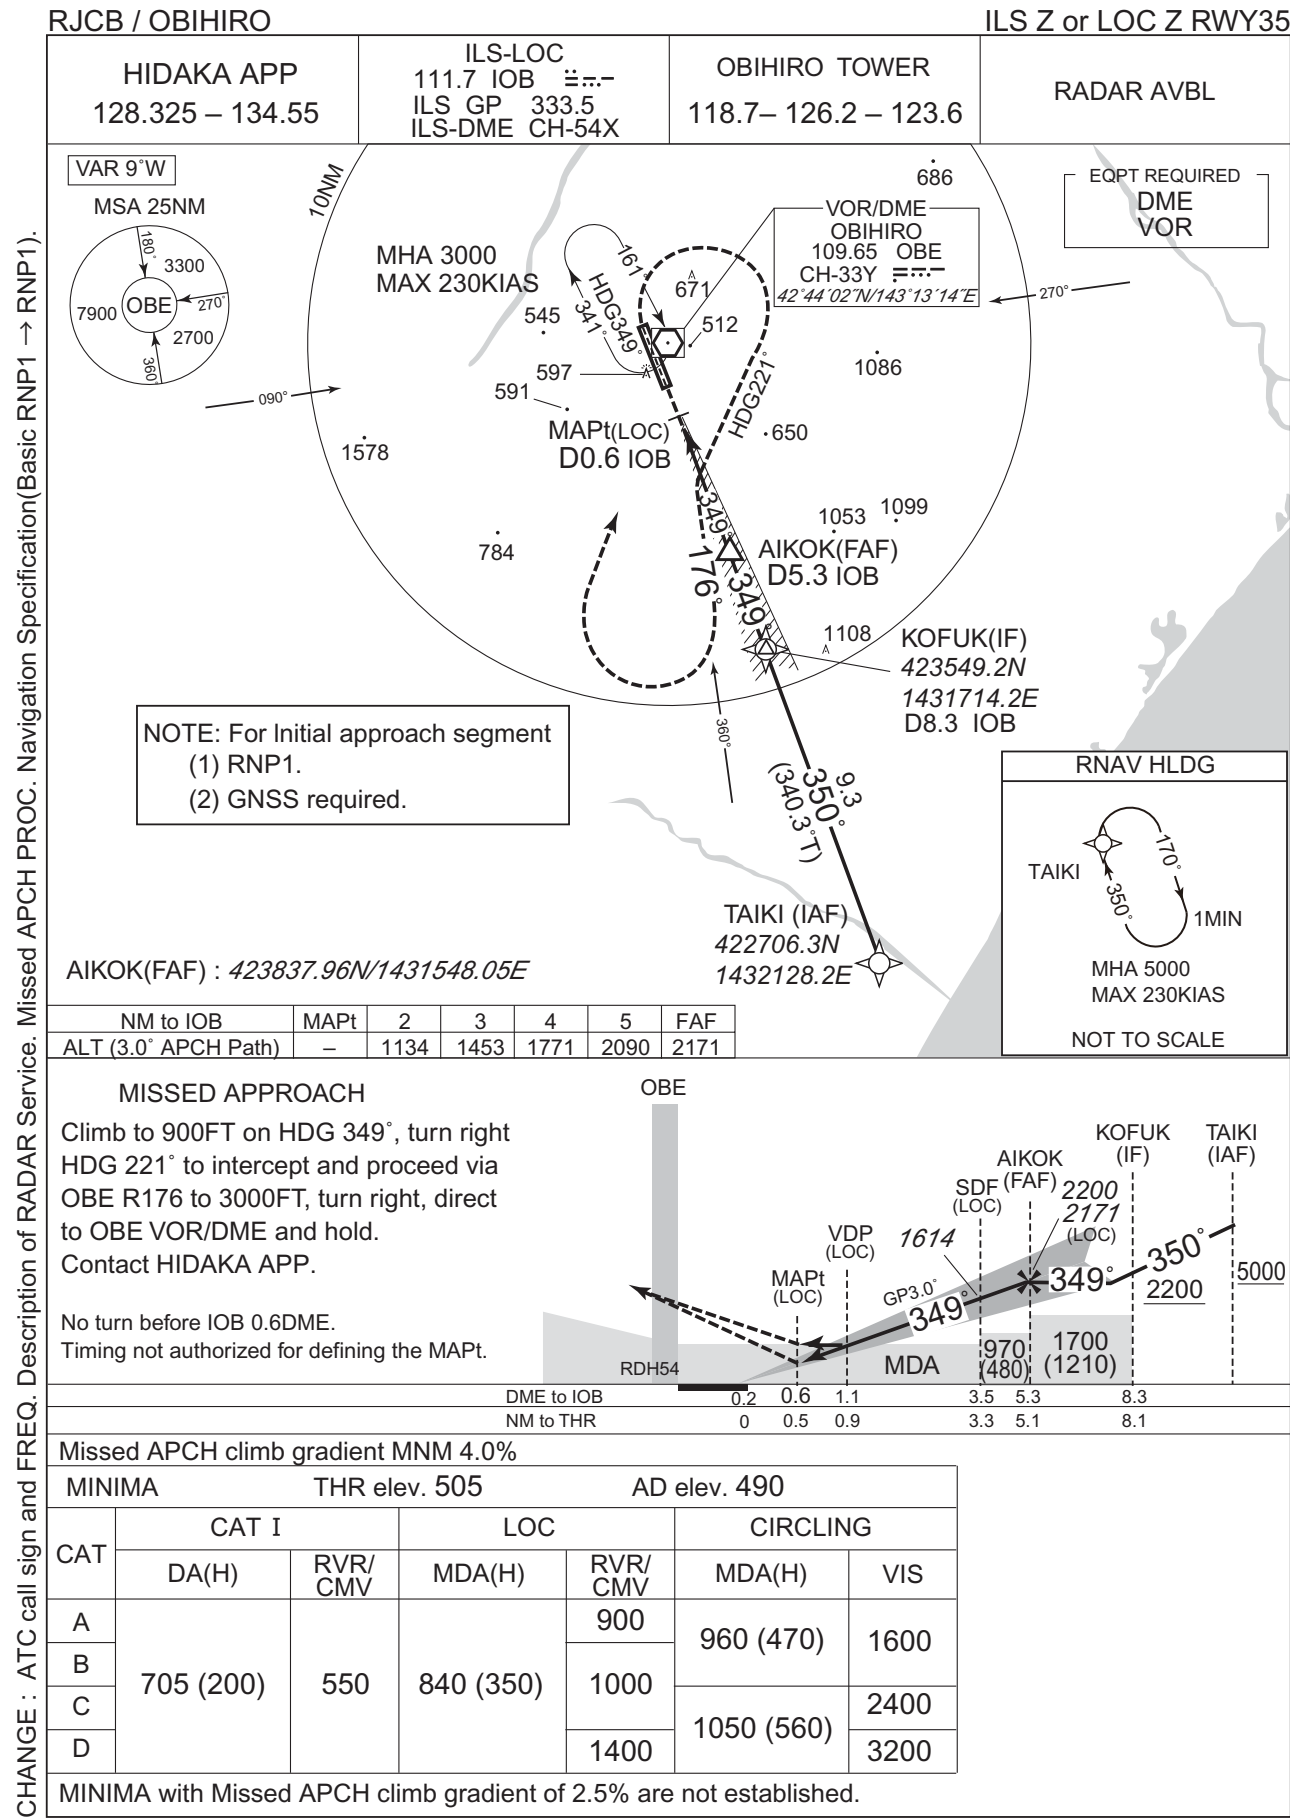 RJCB / OBIHIRO
ILS Z or LOC Z RWY35
HIDAKA APP
128.325 – 134.55
ILS-LOC
111.7 IOB
ILS GP 333.5
ILS-DME CH-54X
OBIHIRO TOWER
118.7– 126.2 – 123.6
RADAR AVBL
VAR 9°W
MSA 25NM
180°
3300
OBE
270°
7900
2700
360°
10NM
MHA 3000
MAX 230KIAS
686
EQPT REQUIRED
DME
VOR
VOR/DME
OBIHIRO
109.65 OBE
CH-33Y
42°44′02″N/143°13′14″E
270°
161°
HDG349°
341°
671
545
512
597
591
1086
HDG221°
090°
MAPt(LOC)
D0.6 IOB
650
1578
349°
1053
1099
784
AIKOK(FAF)
D5.3 IOB
176°
349°
1108
KOFUK(IF)
423549.2N
1431714.2E
D8.3 IOB
360°
NOTE: For Initial approach segment
(1) RNP1.
(2) GNSS required.
9.3
350°
(340.3°T)
RNAV HLDG
TAIKI
170°
350°
1MIN
MHA 5000
MAX 230KIAS
NOT TO SCALE
TAIKI (IAF)
422706.3N
1432128.2E
AIKOK(FAF) : 423837.96N/1431548.05E
NM to IOB MAPt 2 3 4 5 FAF
ALT (3.0° APCH Path) – 1134 1453 1771 2090 2171
MISSED APPROACH
Climb to 900FT on HDG 349°, turn right
HDG 221° to intercept and proceed via
OBE R176 to 3000FT, turn right, direct
to OBE VOR/DME and hold.
Contact HIDAKA APP.
No turn before IOB 0.6DME.
Timing not authorized for defining the MAPt.
OBE
KOFUK
(IF)
TAIKI
(IAF)
AIKOK
(FAF)
SDF
(LOC)
2200
2171
(LOC)
VDP
(LOC)
1614
MAPt
(LOC)
GP3.0°
349°
349°
350°
2200
5000
RDH54
MDA
970
(480)
1700
(1210)
DME to IOB 0.2 0.6 1.1 3.5 5.3 8.3
NM to THR 0 0.5 0.9 3.3 5.1 8.1
Missed APCH climb gradient MNM 4.0%
MINIMA THR elev. 505 AD elev. 490
CAT
CAT I LOC CIRCLING
DA(H) RVR/CMV MDA(H) RVR/CMV MDA(H) VIS
A
B
C
D
705 (200)
550
840 (350)
900
1000
1400
960 (470)
1050 (560)
1600
2400
3200
MINIMA with Missed APCH climb gradient of 2.5% are not established.
CHANGE : ATC call sign and FREQ. Description of RADAR Service. Missed APCH PROC. Navigation Specification(Basic RNP1 → RNP1).